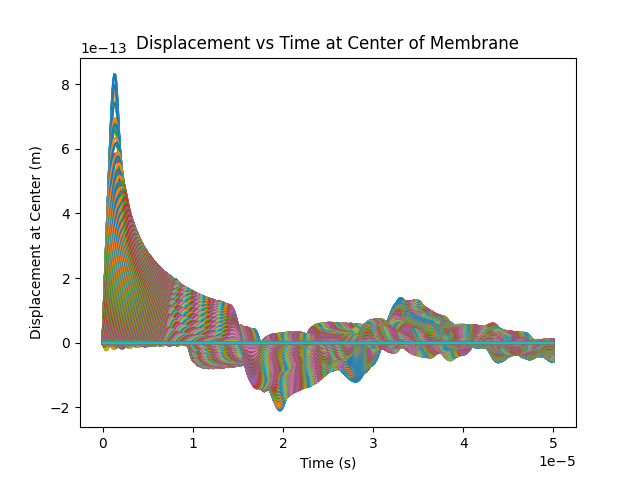 Displacement vs Time at Center of Membrane
1e−13
Displacement at Center (m)
8
6
4
2
0
−2
0 1 2 3 4 5
Time (s)
1e−5